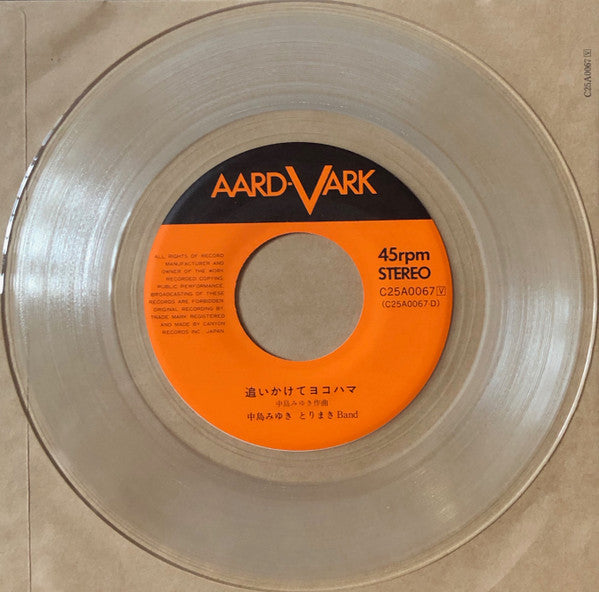 AARD-VARK
ALL RIGHTS OF RECORD
MANUFACTURER AND
OWNER OF THE WORK
RECORDED COPYING,
PUBLIC PERFORMANCE,
BROADCASTING OF THESE
RECORDS ARE FORBIDDEN
ORIGINAL RECORDING BY
TRADE MARK REGISTERED
AND MADE BY CANYON
RECORDS INC. JAPAN.
45rpm
STEREO
C25A0067 V
(C25A0067-D)
追いかけてヨコハマ
中島みゆき作曲
中島みゆき とりまきBand
C25A0067 V